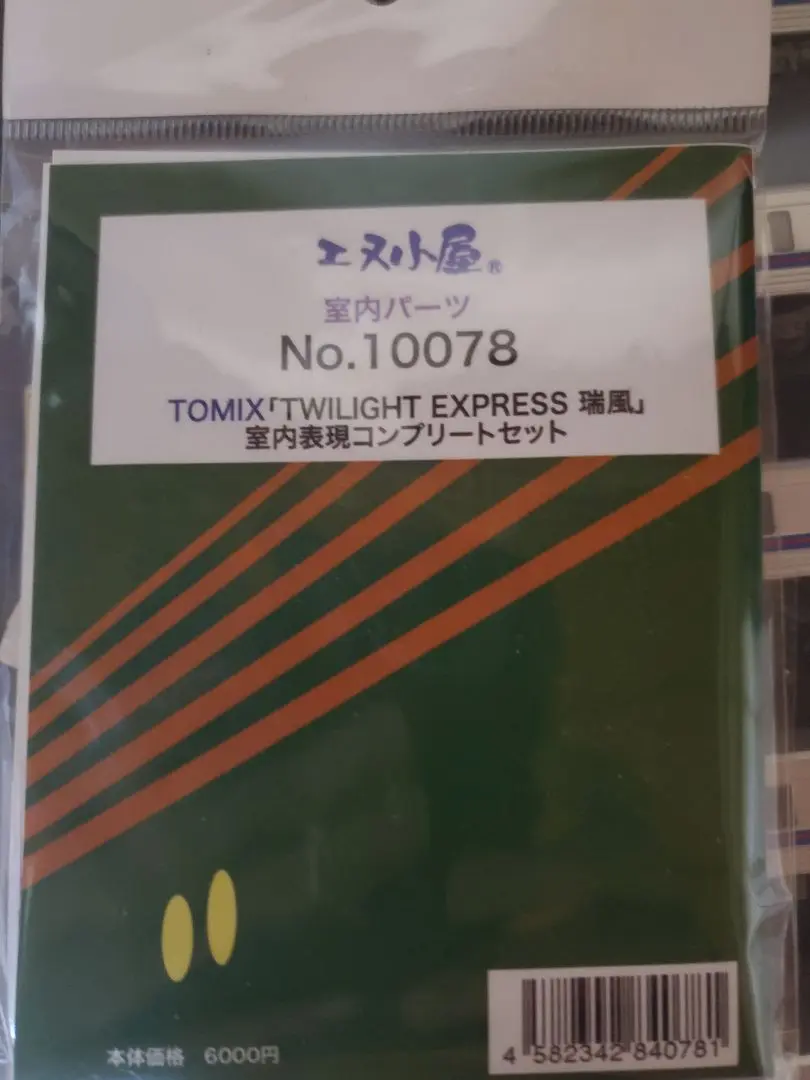 エヌ小屋®
室内パーツ
No.10078
TOMIX「TWILIGHT EXPRESS 瑞風」
室内表現コンプリートセット
本体価格 6000円
4 582342 840781